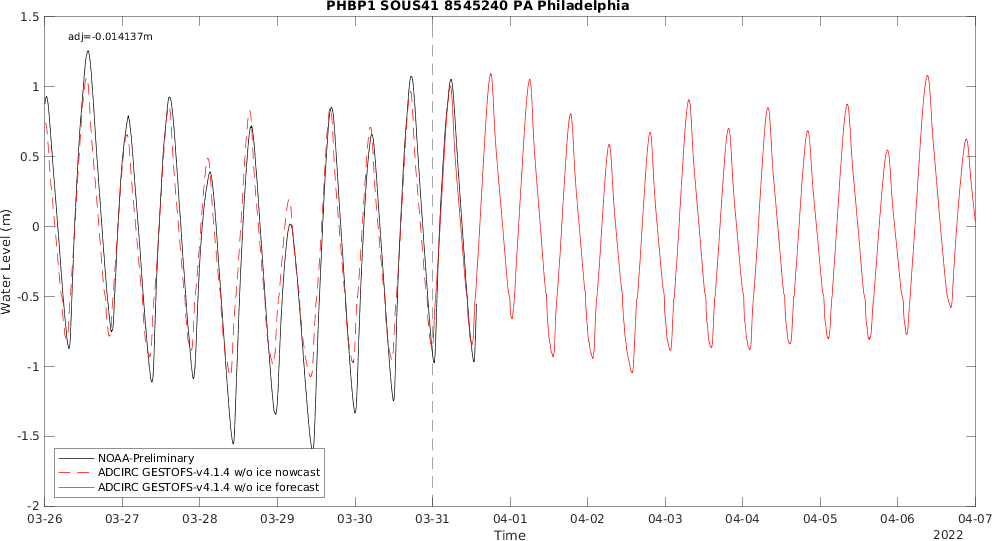 PHBP1 SOUS41 8545240 PA Philadelphia
adj=-0.014137m
1.5
1
0.5
0
-0.5
-1
-1.5
-2
Water Level (m)
NOAA-Preliminary
ADCIRC GESTOFS-v4.1.4 w/o ice nowcast
ADCIRC GESTOFS-v4.1.4 w/o ice forecast
03-26 03-27 03-28 03-29 03-30 03-31 04-01 04-02 04-03 04-04 04-05 04-06 04-07
Time
2022